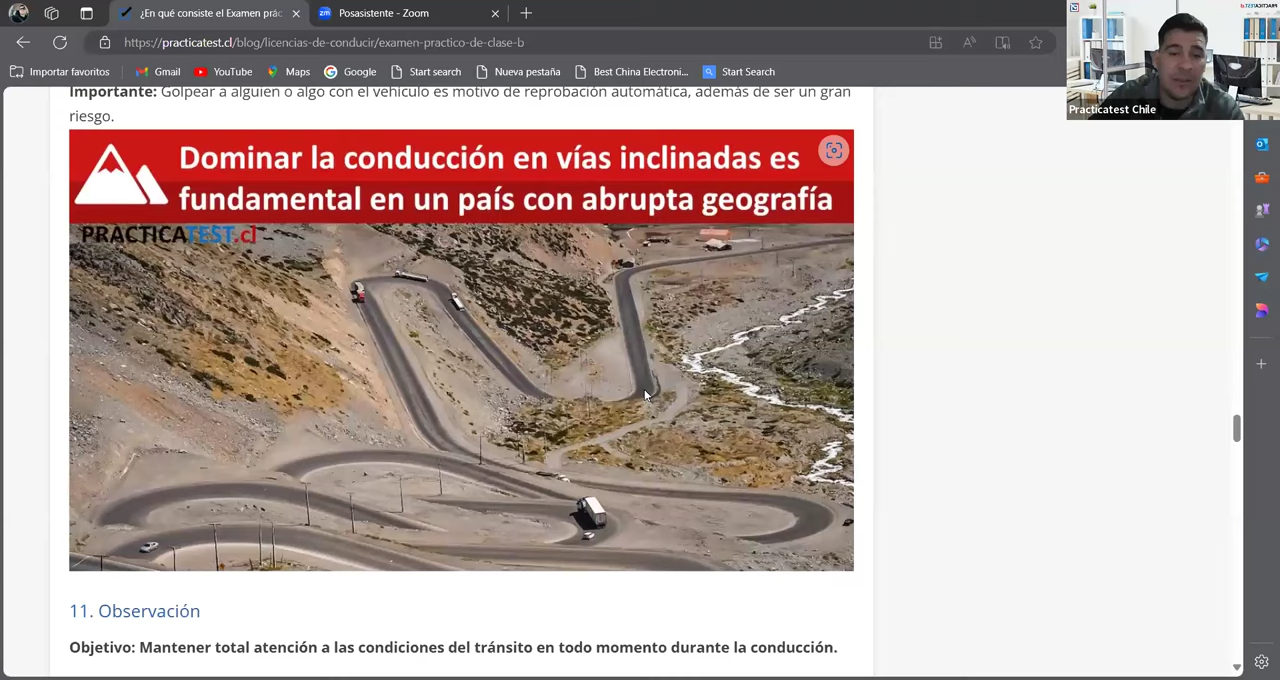 ¿En qué consiste el Examen prác
Posasistente - Zoom
https://practicatest.cl/blog/licencias-de-conducir/examen-practico-de-clase-b
Importar favoritos
Gmail
YouTube
Maps
Google
Start search
Nueva pestaña
Best China Electroni...
Start Search
Practicatest Chile
Importante: Golpear a alguien o algo con el vehículo es motivo de reprobación automática, además de ser un gran
riesgo.
Dominar la conducción en vías inclinadas es
fundamental en un país con abrupta geografía
PRACTICATEST.cl
11. Observación
Objetivo: Mantener total atención a las condiciones del tránsito en todo momento durante la conducción.